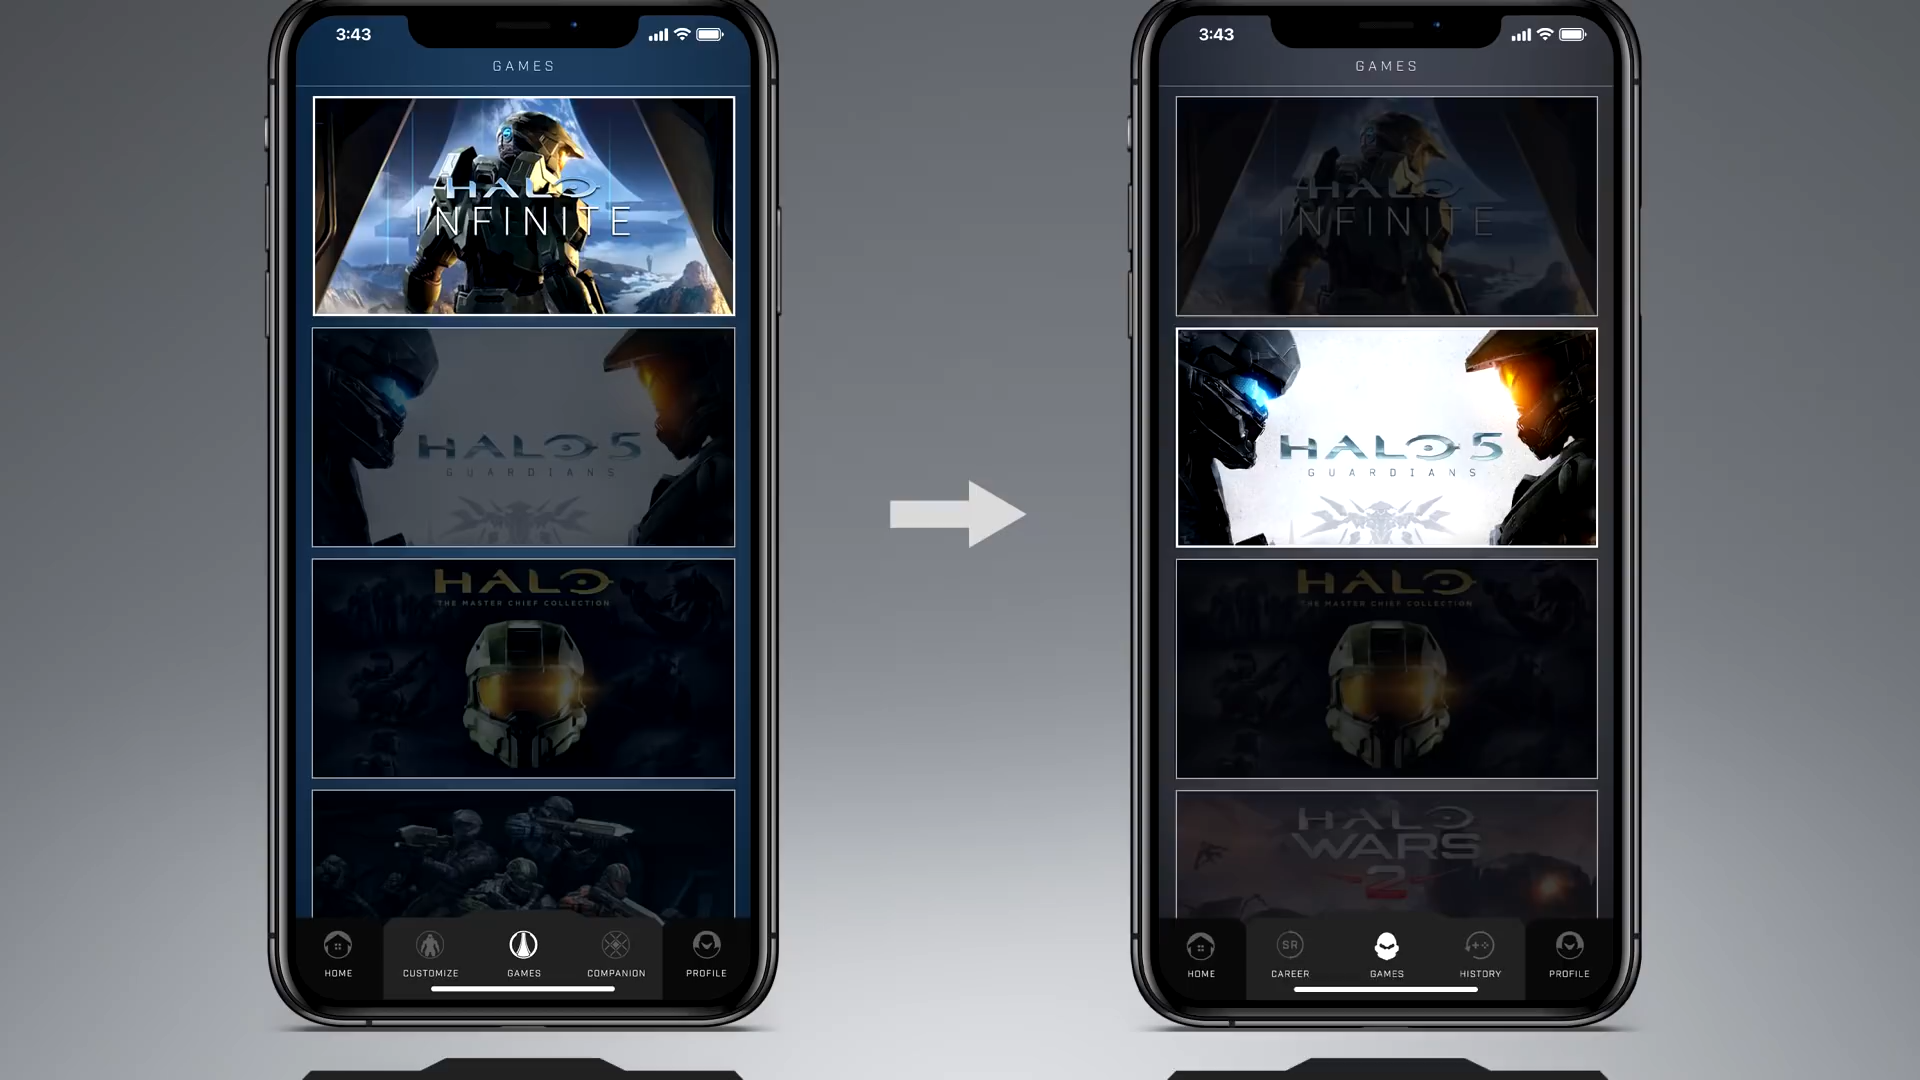 3:43
GAMES
HALO
INFINITE
HALO 5
GUARDIANS
HALO
THE MASTER CHIEF COLLECTION
HOME
CUSTOMIZE
GAMES
COMPANION
PROFILE
3:43
GAMES
HALO
INFINITE
HALO 5
GUARDIANS
HALO
THE MASTER CHIEF COLLECTION
HALO
WARS
2
SR
HOME
CAREER
GAMES
HISTORY
PROFILE